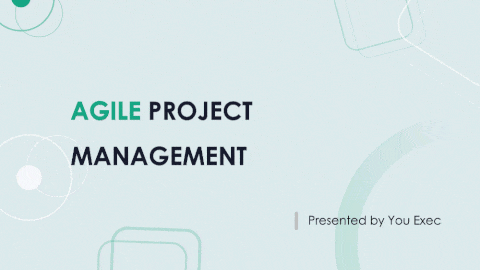 AGILE PROJECT
MANAGEMENT
Presented by You Exec